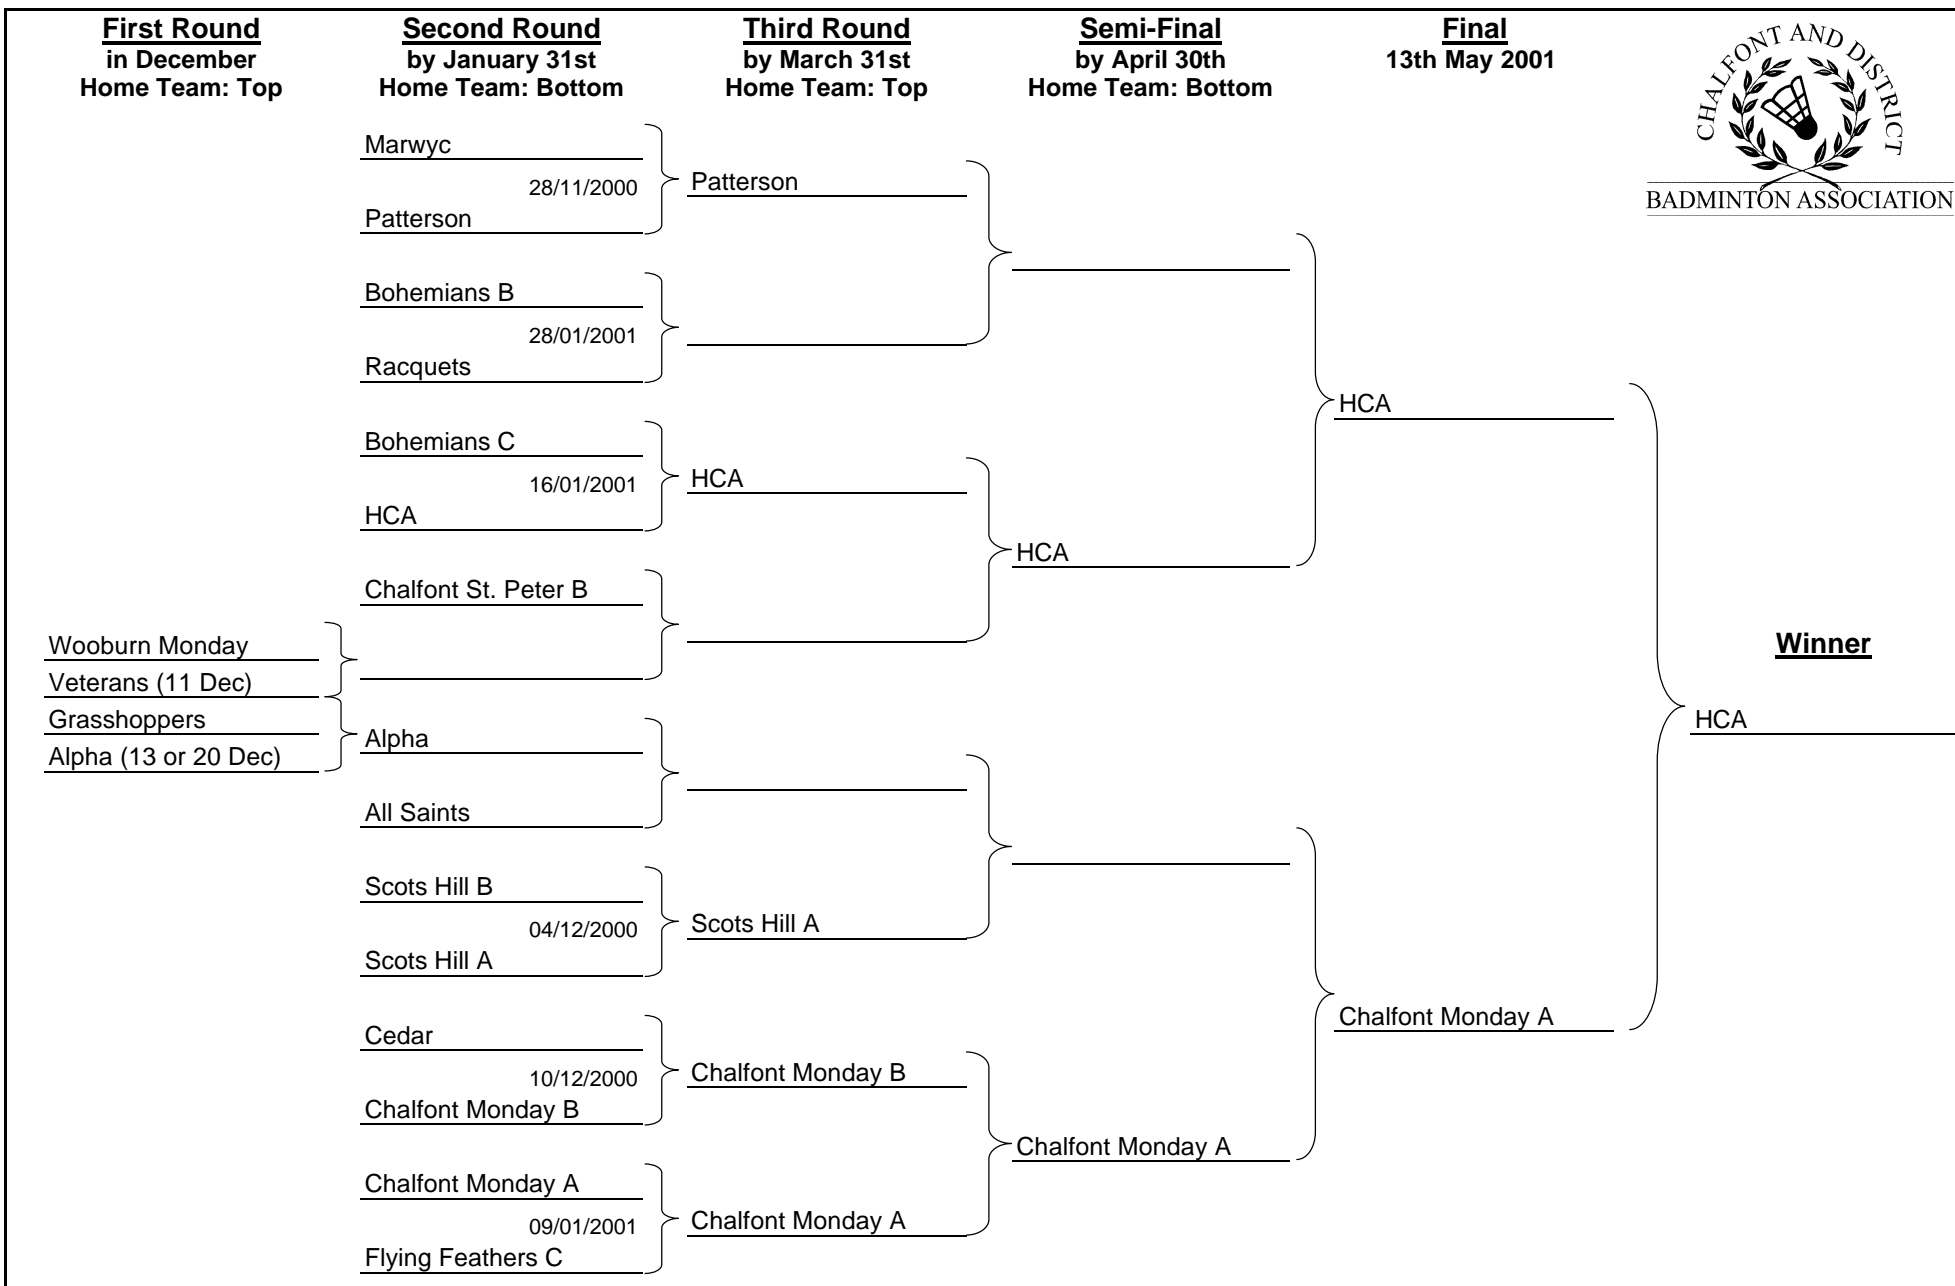 First Round
in December
Home Team: Top
Second Round
by January 31st
Home Team: Bottom
Third Round
by March 31st
Home Team: Top
Semi-Final
by April 30th
Home Team: Bottom
Final
13th May 2001
CHALFONT AND DISTRICT
BADMINTON ASSOCIATION
Wooburn Monday
Veterans (11 Dec)
Grasshoppers
Alpha (13 or 20 Dec)
Marwyc
28/11/2000
Patterson
Bohemians B
28/01/2001
Racquets
Bohemians C
16/01/2001
HCA
Chalfont St. Peter B
Alpha
All Saints
Scots Hill B
04/12/2000
Scots Hill A
Cedar
10/12/2000
Chalfont Monday B
Chalfont Monday A
09/01/2001
Flying Feathers C
Patterson
HCA
Scots Hill A
Chalfont Monday B
Chalfont Monday A
HCA
Chalfont Monday A
HCA
Chalfont Monday A
Winner
HCA